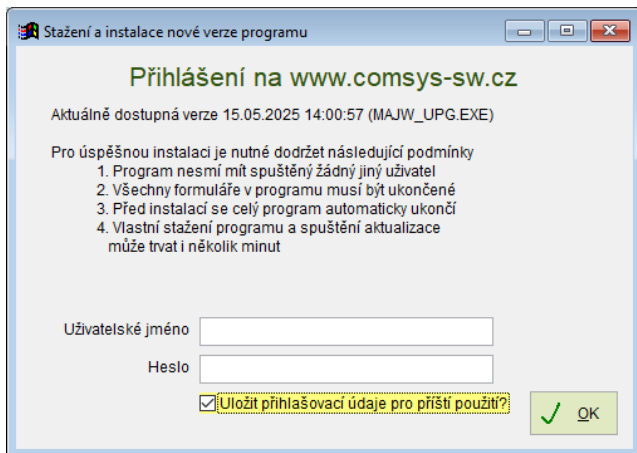 Stažení a instalace nové verze programu
Přihlášení na www.comsys-sw.cz
Aktuálně dostupná verze 15.05.2025 14:00:57 (MAJW_UPG.EXE)
Pro úspěšnou instalaci je nutné dodržet následující podmínky
1. Program nesmí mít spuštěný žádný jiný uživatel
2. Všechny formuláře v programu musí být ukončené
3. Před instalací se celý program automaticky ukončí
4. Vlastní stažení programu a spuštění aktualizace
může trvat i několik minut
Uživatelské jméno
Heslo
Uložit přihlašovací údaje pro příští použití?
OK